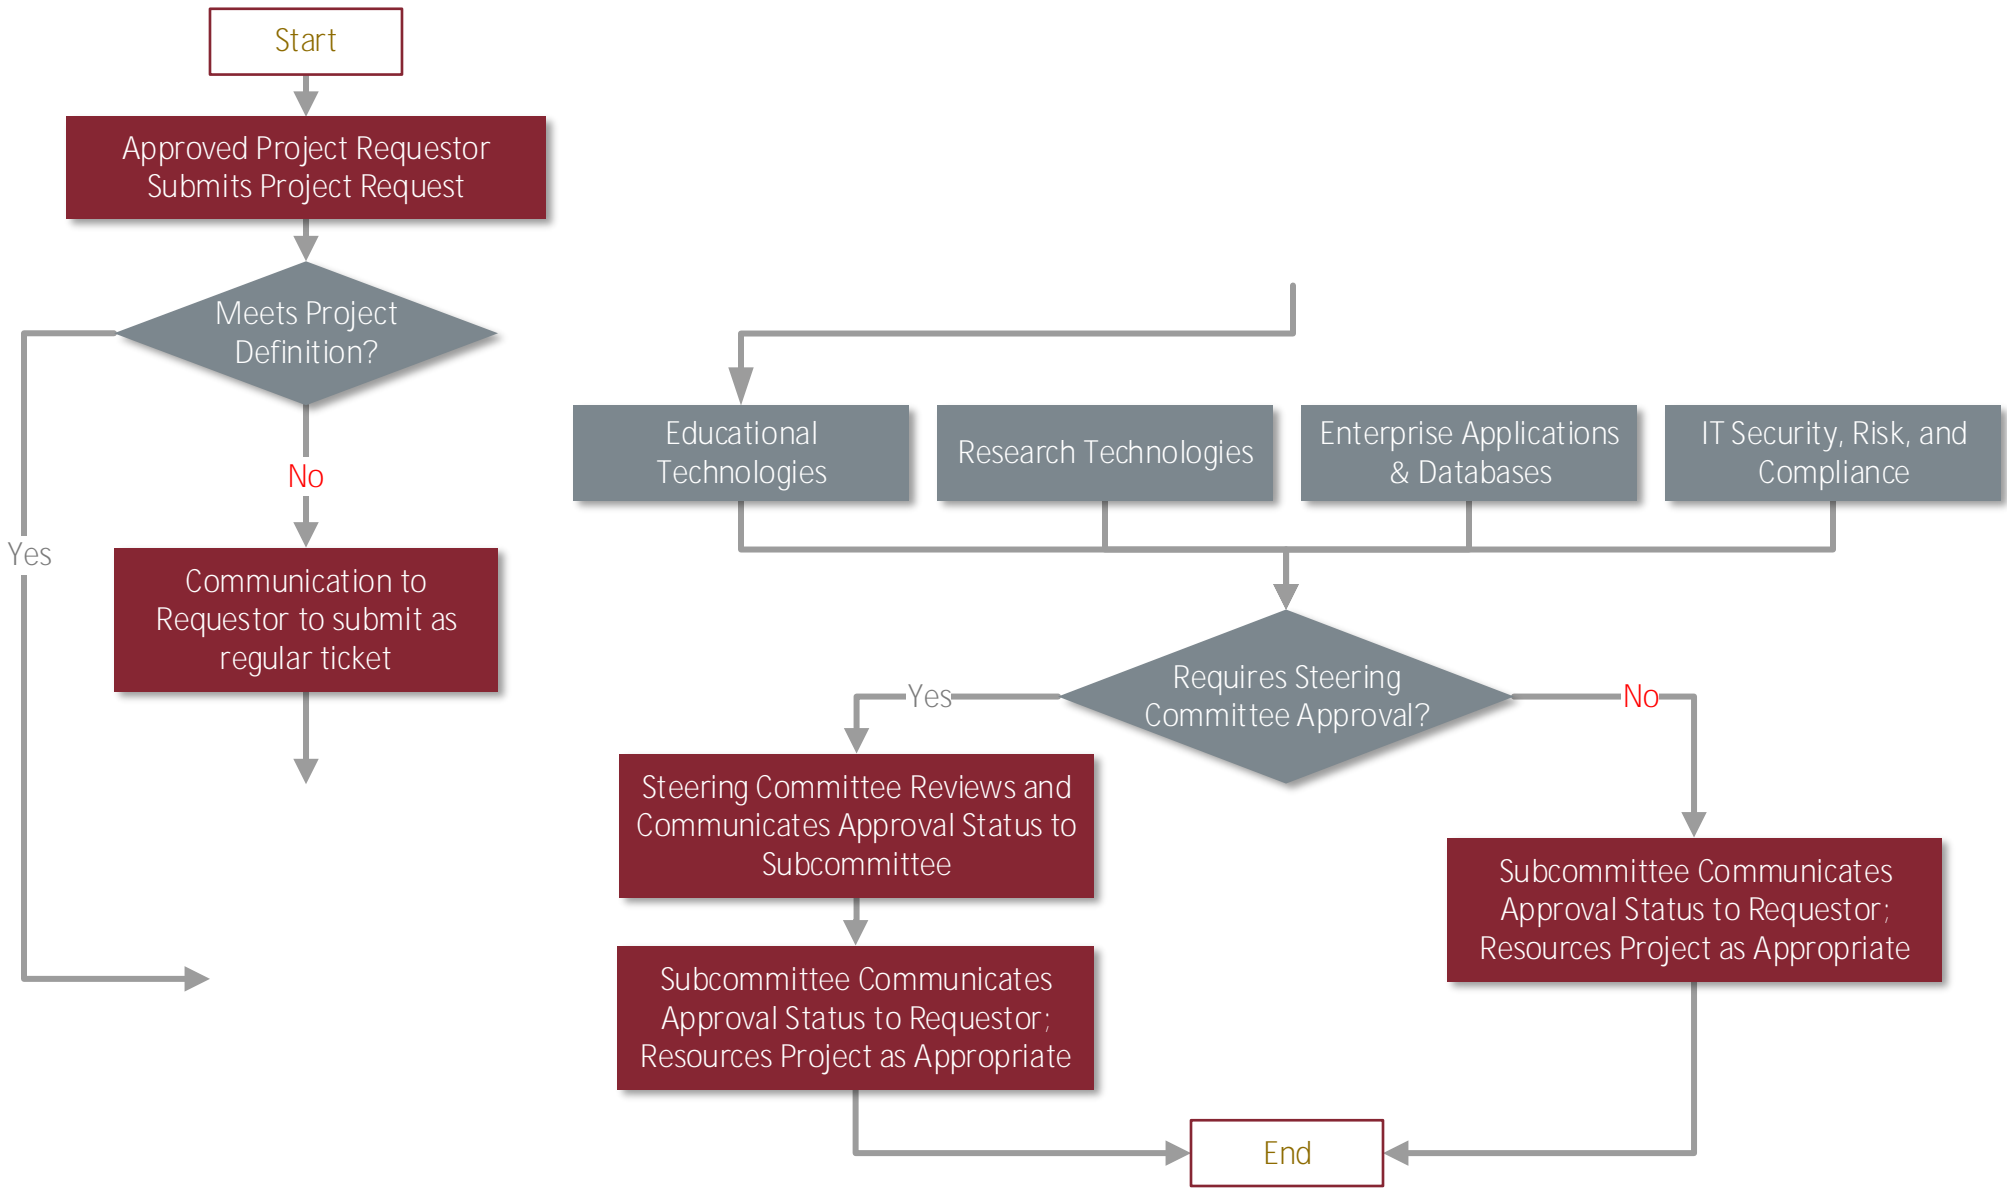 Start
Approved Project Requestor
Submits Project Request
Meets Project
Definition?
No
Yes
Communication to
Requestor to submit as
regular ticket
Educational
Technologies
Research Technologies
Enterprise Applications
& Databases
IT Security, Risk, and
Compliance
Requires Steering
Committee Approval?
Yes
No
Steering Committee Reviews and
Communicates Approval Status to
Subcommittee
Subcommittee Communicates
Approval Status to Requestor;
Resources Project as Appropriate
Subcommittee Communicates
Approval Status to Requestor;
Resources Project as Appropriate
End